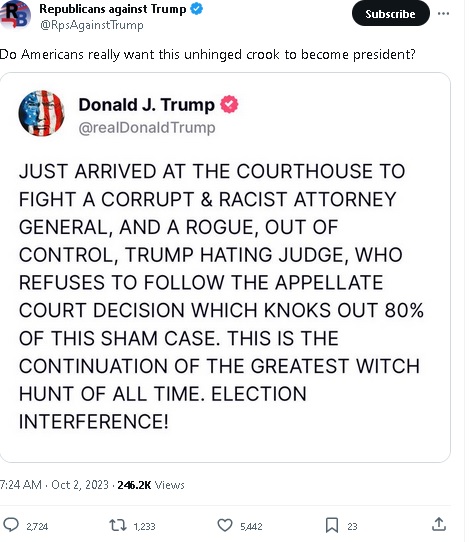 Republicans against Trump
@RpsAgainstTrump
Subscribe
Do Americans really want this unhinged crook to become president?
Donald J. Trump
@realDonaldTrump
JUST ARRIVED AT THE COURTHOUSE TO
FIGHT A CORRUPT & RACIST ATTORNEY
GENERAL, AND A ROGUE, OUT OF
CONTROL, TRUMP HATING JUDGE, WHO
REFUSES TO FOLLOW THE APPELLATE
COURT DECISION WHICH KNOKS OUT 80%
OF THIS SHAM CASE. THIS IS THE
CONTINUATION OF THE GREATEST WITCH
HUNT OF ALL TIME. ELECTION
INTERFERENCE!
7:24 AM · Oct 2, 2023 · 246.2K Views
2,724 1,233 5,442 23